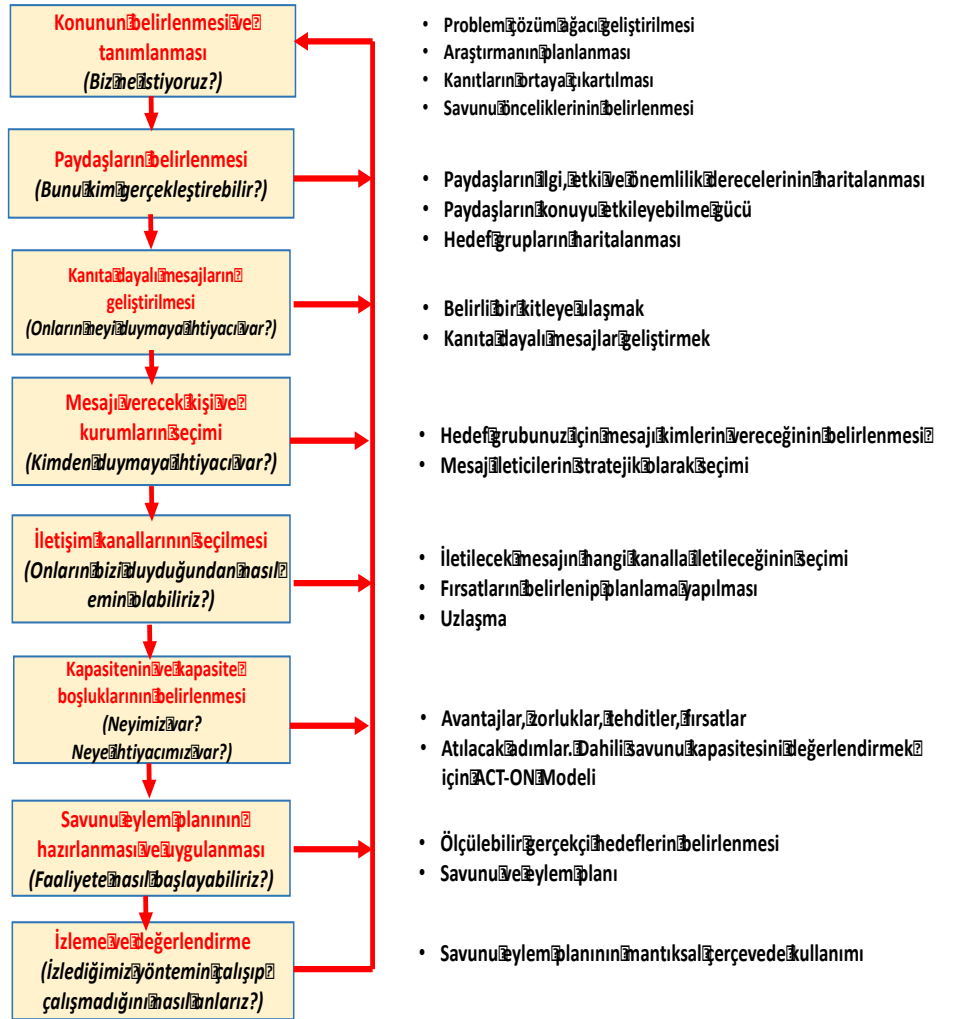 Konunun belirlenmesi ve
tanımlanması
(Biz ne istiyoruz?)
• Problem çözüm ağacı geliştirilmesi
• Araştırmanın planlanması
• Kanıtların ortaya çıkartılması
• Savunu önceliklerinin belirlenmesi
Paydaşların belirlenmesi
(Bunu kim gerçekleştirebilir?)
• Paydaşların ilgi, etki ve önemlilik derecelerinin haritalanması
• Paydaşların konuyu etkileyebilme gücü
• Hedef grupların haritalanması
Kanıta dayalı mesajların
geliştirilmesi
(Onların neyi duymaya ihtiyacı var?)
• Belirli bir kitleye ulaşmak
• Kanıta dayalı mesajlar geliştirmek
Mesajı verecek kişi ve
kurumların seçimi
(Kimden duymaya ihtiyacı var?)
• Hedef grubunuz için mesajı kimlerin vereceğinin belirlenmesi
• Mesaj ileticilerin stratejik olarak seçimi
İletişim kanallarının seçilmesi
(Onların bizi duyduğundan nasıl
emin olabiliriz?)
• İletilecek mesajın hangi kanalla iletileceğinin seçimi
• Fırsatların belirlenip planlama yapılması
• Uzlaşma
Kapasitenin ve kapasite
boşluklarının belirlenmesi
(Neyimiz var?
Neye ihtiyacımız var?)
• Avantajlar, zorluklar, tehditler, fırsatlar
• Atılacak adımlar. Dahili savunu kapasitesini değerlendirmek
için ACT-ON Modeli
Savunu eylem planının
hazırlanması ve uygulanması
(Faaliyete nasıl başlayabiliriz?)
• Ölçülebilir gerçekçi hedeflerin belirlenmesi
• Savunu ve eylem planı
İzleme ve değerlendirme
(İzlediğimiz yöntemin çalışıp
çalışmadığını nasıl anlarız?)
• Savunu eylem planının mantıksal çerçevede kullanımı